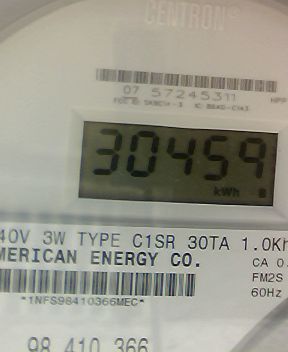 CENTRON®
07 57245311
30459
kWh B
40V 3W TYPE C1SR 30TA 1.0Kh
MERICAN ENERGY CO.
CA 0.
FM2S
*1NFS98410366MEC*
60Hz
98 410 366